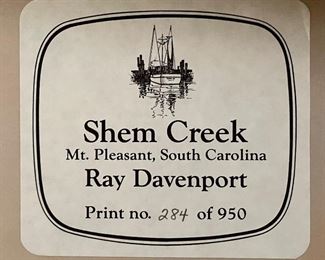 Shem Creek
Mt. Pleasant, South Carolina
Ray Davenport
Print no. 284 of 950